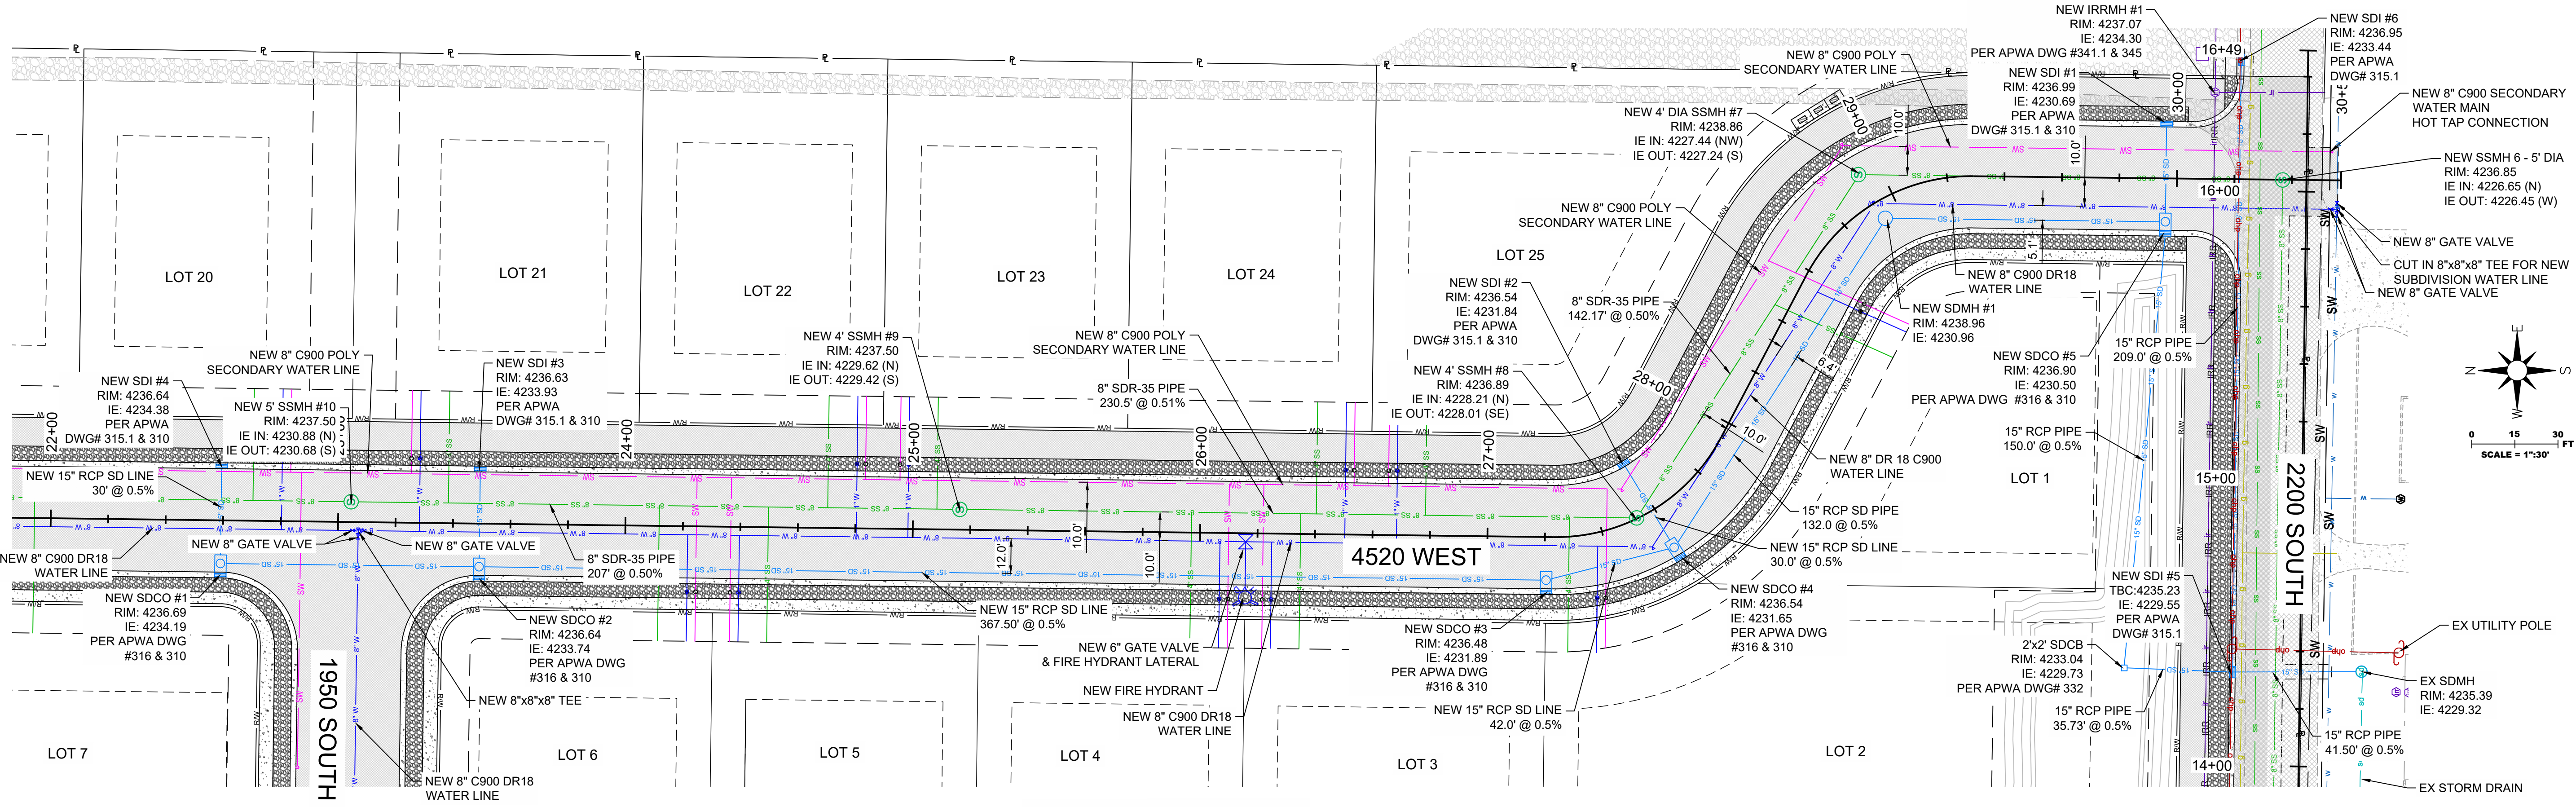 NEW IRRMH #1
RIM: 4237.07
IE: 4234.30
PER APWA DWG #341.1 & 345
16+49
NEW SDI #6
RIM: 4236.95
IE: 4233.44
PER APWA
DWG# 315.1
NEW 8" C900 POLY
SECONDARY WATER LINE
NEW SDI #1
RIM: 4236.99
IE: 4230.69
PER APWA
DWG# 315.1 & 310
30+00
NEW 8" C900 SECONDARY
WATER MAIN
HOT TAP CONNECTION
NEW 4' DIA SSMH #7
RIM: 4238.86
IE IN: 4227.44 (NW)
IE OUT: 4227.24 (S)
29+00
10.0'
10.0'
NEW SSMH 6 - 5' DIA
RIM: 4236.85
IE IN: 4226.65 (N)
IE OUT: 4226.45 (W)
16+00
NEW 8" C900 POLY
SECONDARY WATER LINE
5.1'
NEW 8" GATE VALVE
CUT IN 8"x8"x8" TEE FOR NEW
SUBDIVISION WATER LINE
NEW 8" GATE VALVE
NEW 8" C900 DR18
WATER LINE
NEW SDMH #1
RIM: 4238.96
IE: 4230.96
LOT 20
LOT 21
LOT 22
LOT 23
LOT 24
LOT 25
NEW SDI #2
RIM: 4236.54
IE: 4231.84
PER APWA
DWG# 315.1 & 310
8" SDR-35 PIPE
142.17' @ 0.50%
15" RCP PIPE
209.0' @ 0.5%
NEW SDCO #5
RIM: 4236.90
IE: 4230.50
PER APWA DWG #316 & 310
NEW 4' SSMH #9
RIM: 4237.50
IE IN: 4229.62 (N)
IE OUT: 4229.42 (S)
NEW 8" C900 POLY
SECONDARY WATER LINE
NEW 8" C900 POLY
SECONDARY WATER LINE
NEW SDI #3
RIM: 4236.63
IE: 4233.93
PER APWA
DWG# 315.1 & 310
NEW SDI #4
RIM: 4236.64
IE: 4234.38
PER APWA
DWG# 315.1 & 310
NEW 5' SSMH #10
RIM: 4237.50
IE IN: 4230.88 (N)
IE OUT: 4230.68 (S)
8" SDR-35 PIPE
230.5' @ 0.51%
NEW 4' SSMH #8
RIM: 4236.89
IE IN: 4228.21 (N)
IE OUT: 4228.01 (SE)
28+00
6.4'
10.0'
22+00
24+00
25+00
26+00
27+00
E
N
S
W
0 15 30
FT
SCALE = 1":30'
15" RCP PIPE
150.0' @ 0.5%
LOT 1
15+00
2200 SOUTH
NEW 8" DR 18 C900
WATER LINE
NEW 15" RCP SD LINE
30' @ 0.5%
15" RCP SD PIPE
132.0 @ 0.5%
NEW 15" RCP SD LINE
30.0' @ 0.5%
NEW 8" GATE VALVE
NEW 8" GATE VALVE
NEW 8" C900 DR18
WATER LINE
8" SDR-35 PIPE
207' @ 0.50%
12.0'
10.0'
10.0'
4520 WEST
NEW SDCO #1
RIM: 4236.69
IE: 4234.19
PER APWA DWG
#316 & 310
NEW SDCO #2
RIM: 4236.64
IE: 4233.74
PER APWA DWG
#316 & 310
NEW 15" RCP SD LINE
367.50' @ 0.5%
NEW SDCO #4
RIM: 4236.54
IE: 4231.65
PER APWA DWG
#316 & 310
NEW SDI #5
TBC:4235.23
IE: 4229.55
PER APWA
DWG# 315.1
NEW SDCO #3
RIM: 4236.48
IE: 4231.89
PER APWA DWG
#316 & 310
NEW 6" GATE VALVE
& FIRE HYDRANT LATERAL
2'x2' SDCB
RIM: 4233.04
IE: 4229.73
PER APWA DWG# 332
EX UTILITY POLE
EX SDMH
RIM: 4235.39
IE: 4229.32
NEW FIRE HYDRANT
NEW 8"x8"x8" TEE
NEW 8" C900 DR18
WATER LINE
NEW 15" RCP SD LINE
42.0' @ 0.5%
15" RCP PIPE
35.73' @ 0.5%
15" RCP PIPE
41.50' @ 0.5%
1950 SOUTH
LOT 7
LOT 6
LOT 5
LOT 4
LOT 3
LOT 2
14+00
NEW 8" C900 DR18
WATER LINE
EX STORM DRAIN